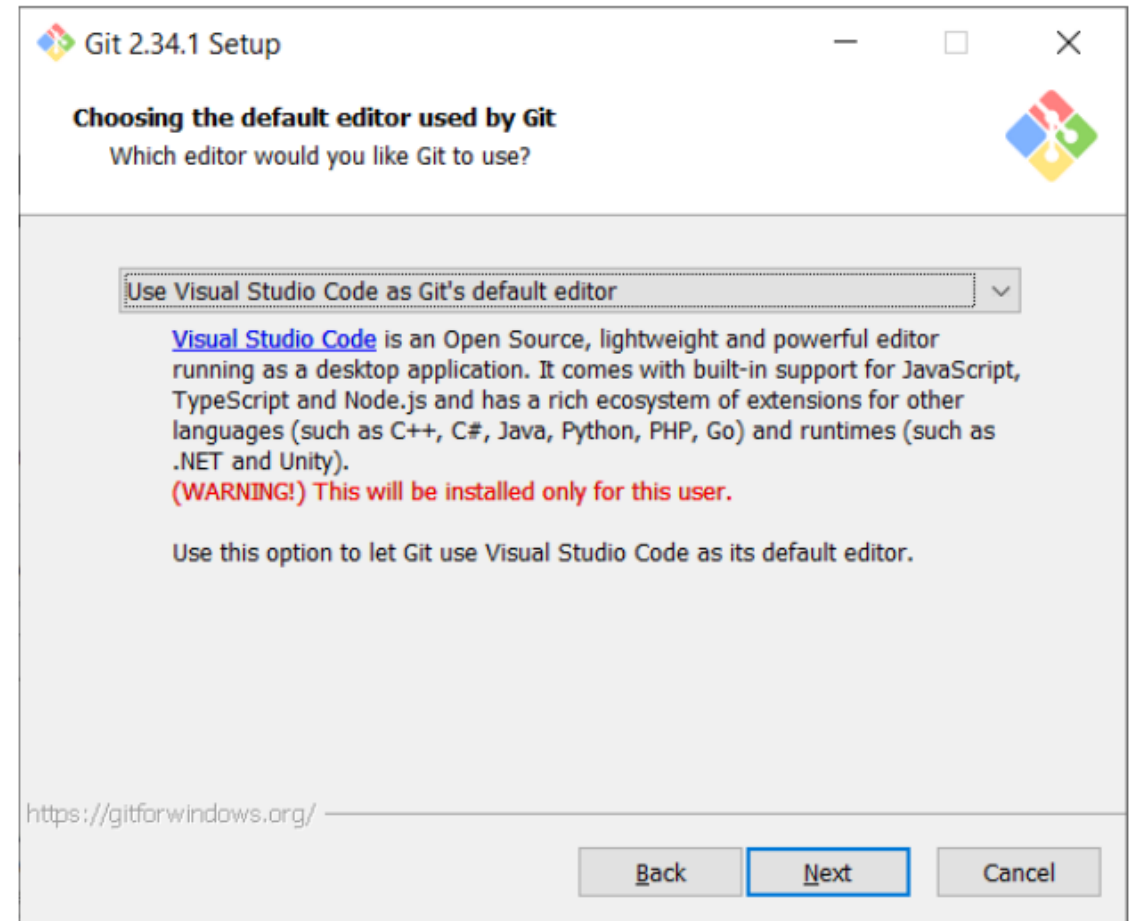 Git 2.34.1 Setup
Choosing the default editor used by Git
Which editor would you like Git to use?
Use Visual Studio Code as Git's default editor
Visual Studio Code is an Open Source, lightweight and powerful editor
running as a desktop application. It comes with built-in support for JavaScript,
TypeScript and Node.js and has a rich ecosystem of extensions for other
languages (such as C++, C#, Java, Python, PHP, Go) and runtimes (such as
.NET and Unity).
(WARNING!) This will be installed only for this user.
Use this option to let Git use Visual Studio Code as its default editor.
https://gitforwindows.org/
Back Next Cancel